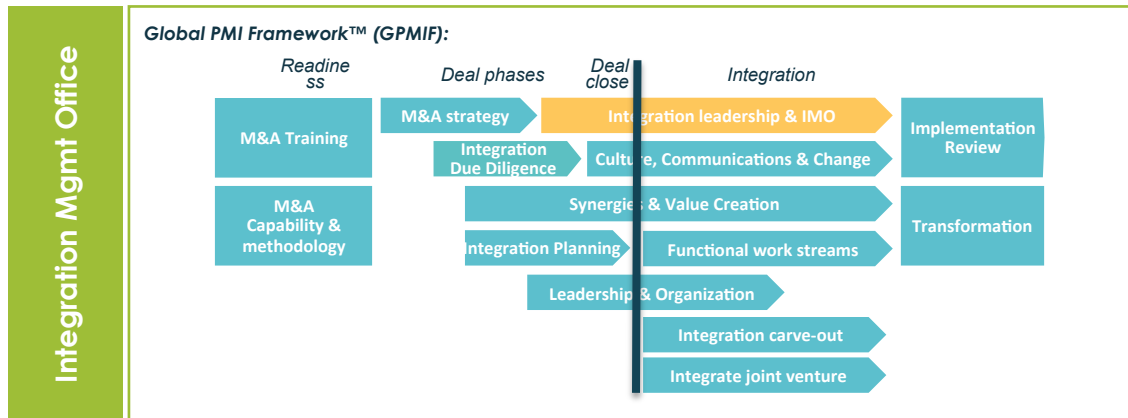 Integration Mgmt Office
Global PMI Framework™ (GPMIF):
Readine
ss
Deal phases
Deal
close
Integration
M&A Training
M&A strategy
Integration leadership & IMO
Implementation
Review
Integration
Due Diligence
Culture, Communications & Change
M&A
Capability &
methodology
Synergies & Value Creation
Transformation
Integration Planning
Functional work streams
Leadership & Organization
Integration carve-out
Integrate joint venture